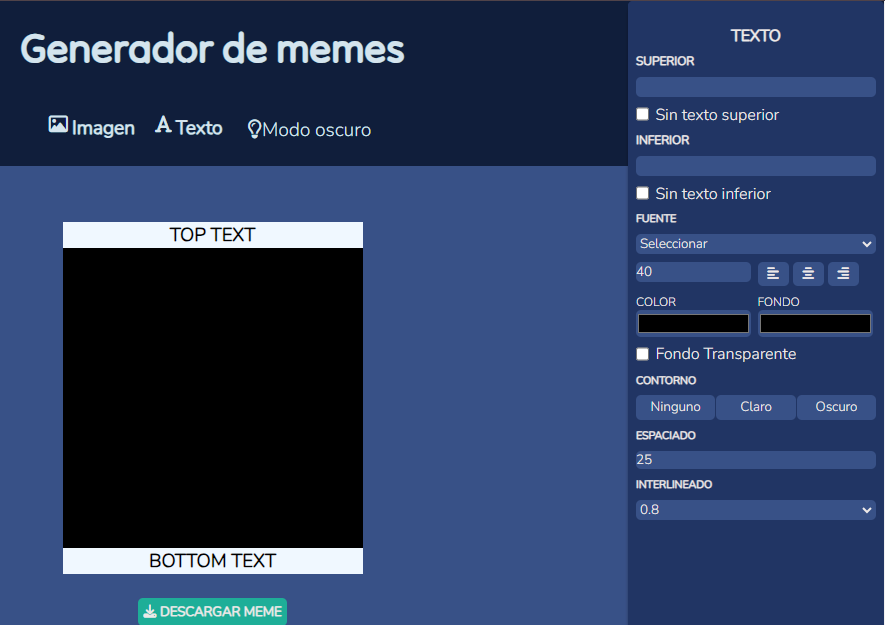 Generador de memes
Imagen Texto Modo oscuro
TOP TEXT
BOTTOM TEXT
DESCARGAR MEME
TEXTO
SUPERIOR
Sin texto superior
INFERIOR
Sin texto inferior
FUENTE
Seleccionar
40
COLOR FONDO
Fondo Transparente
CONTORNO
Ninguno Claro Oscuro
ESPACIADO
25
INTERLINEADO
0.8